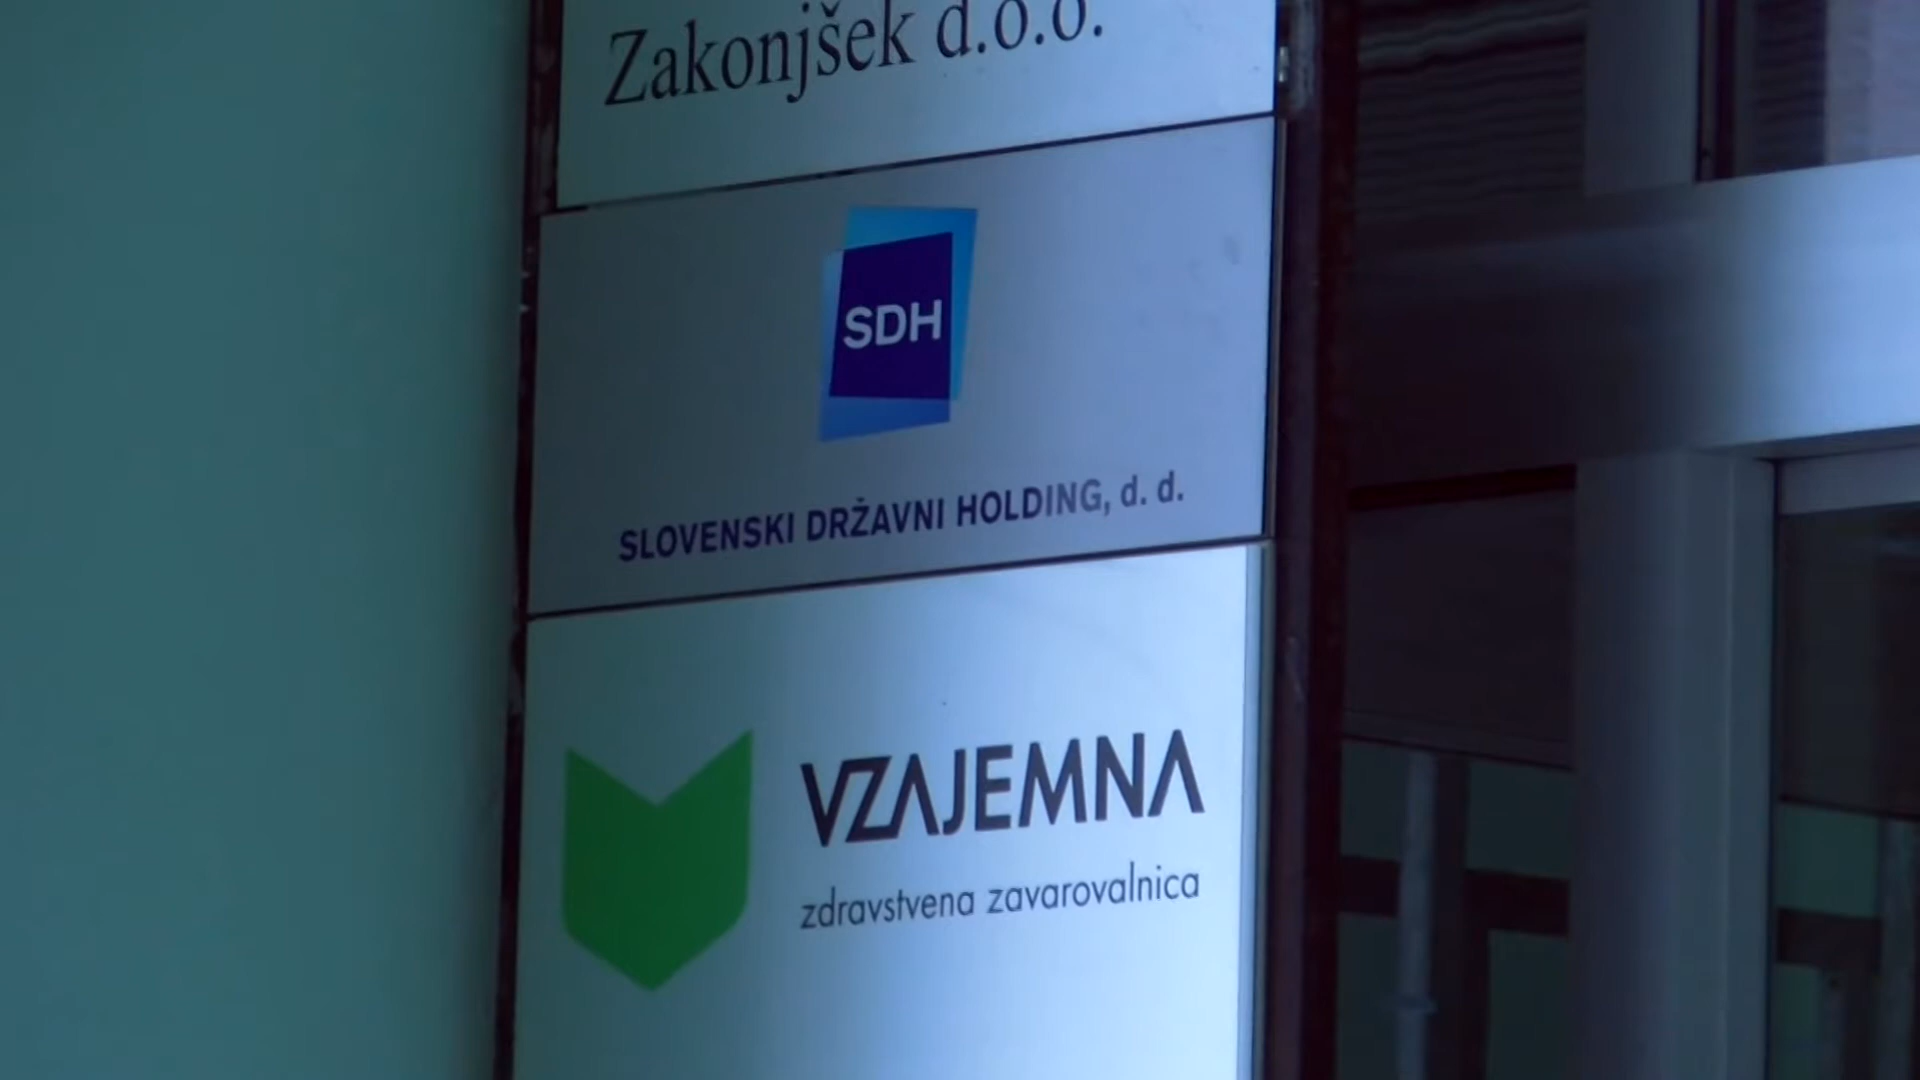 Zakonjšek d.o.o.
SDH
SLOVENSKI DRŽAVNI HOLDING, d. d.
VZAJEMNA
zdravstvena zavarovalnica